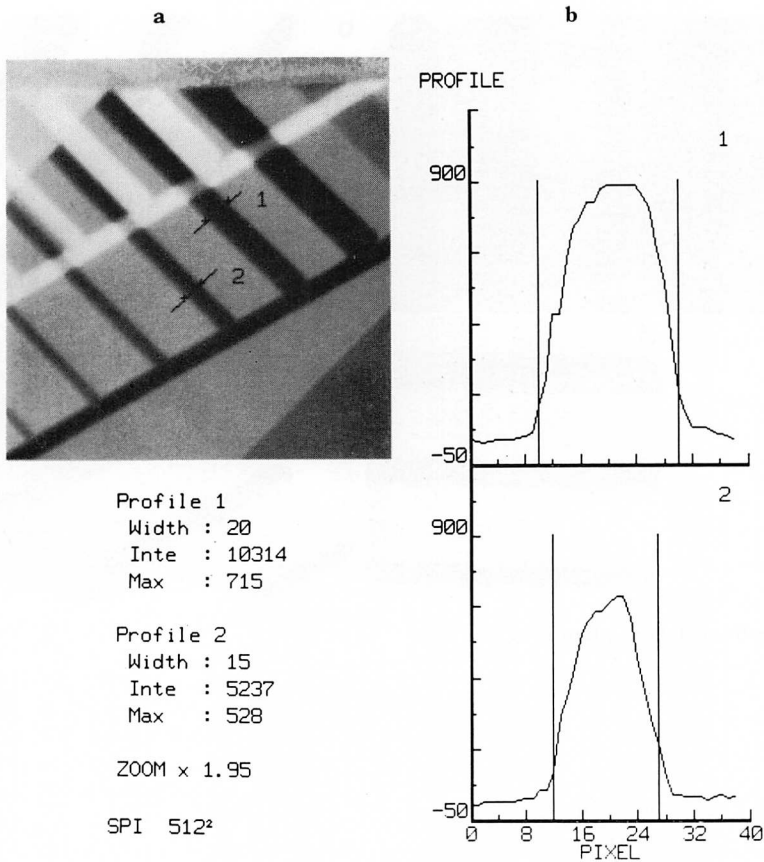 a
b
1
2
Profile 1
Width : 20
Inte : 10314
Max : 715
Profile 2
Width : 15
Inte : 5237
Max : 528
ZOOM x 1.95
SPI 512²
PROFILE
1
900
-50
2
900
-50
0 8 16 24 32 40
PIXEL